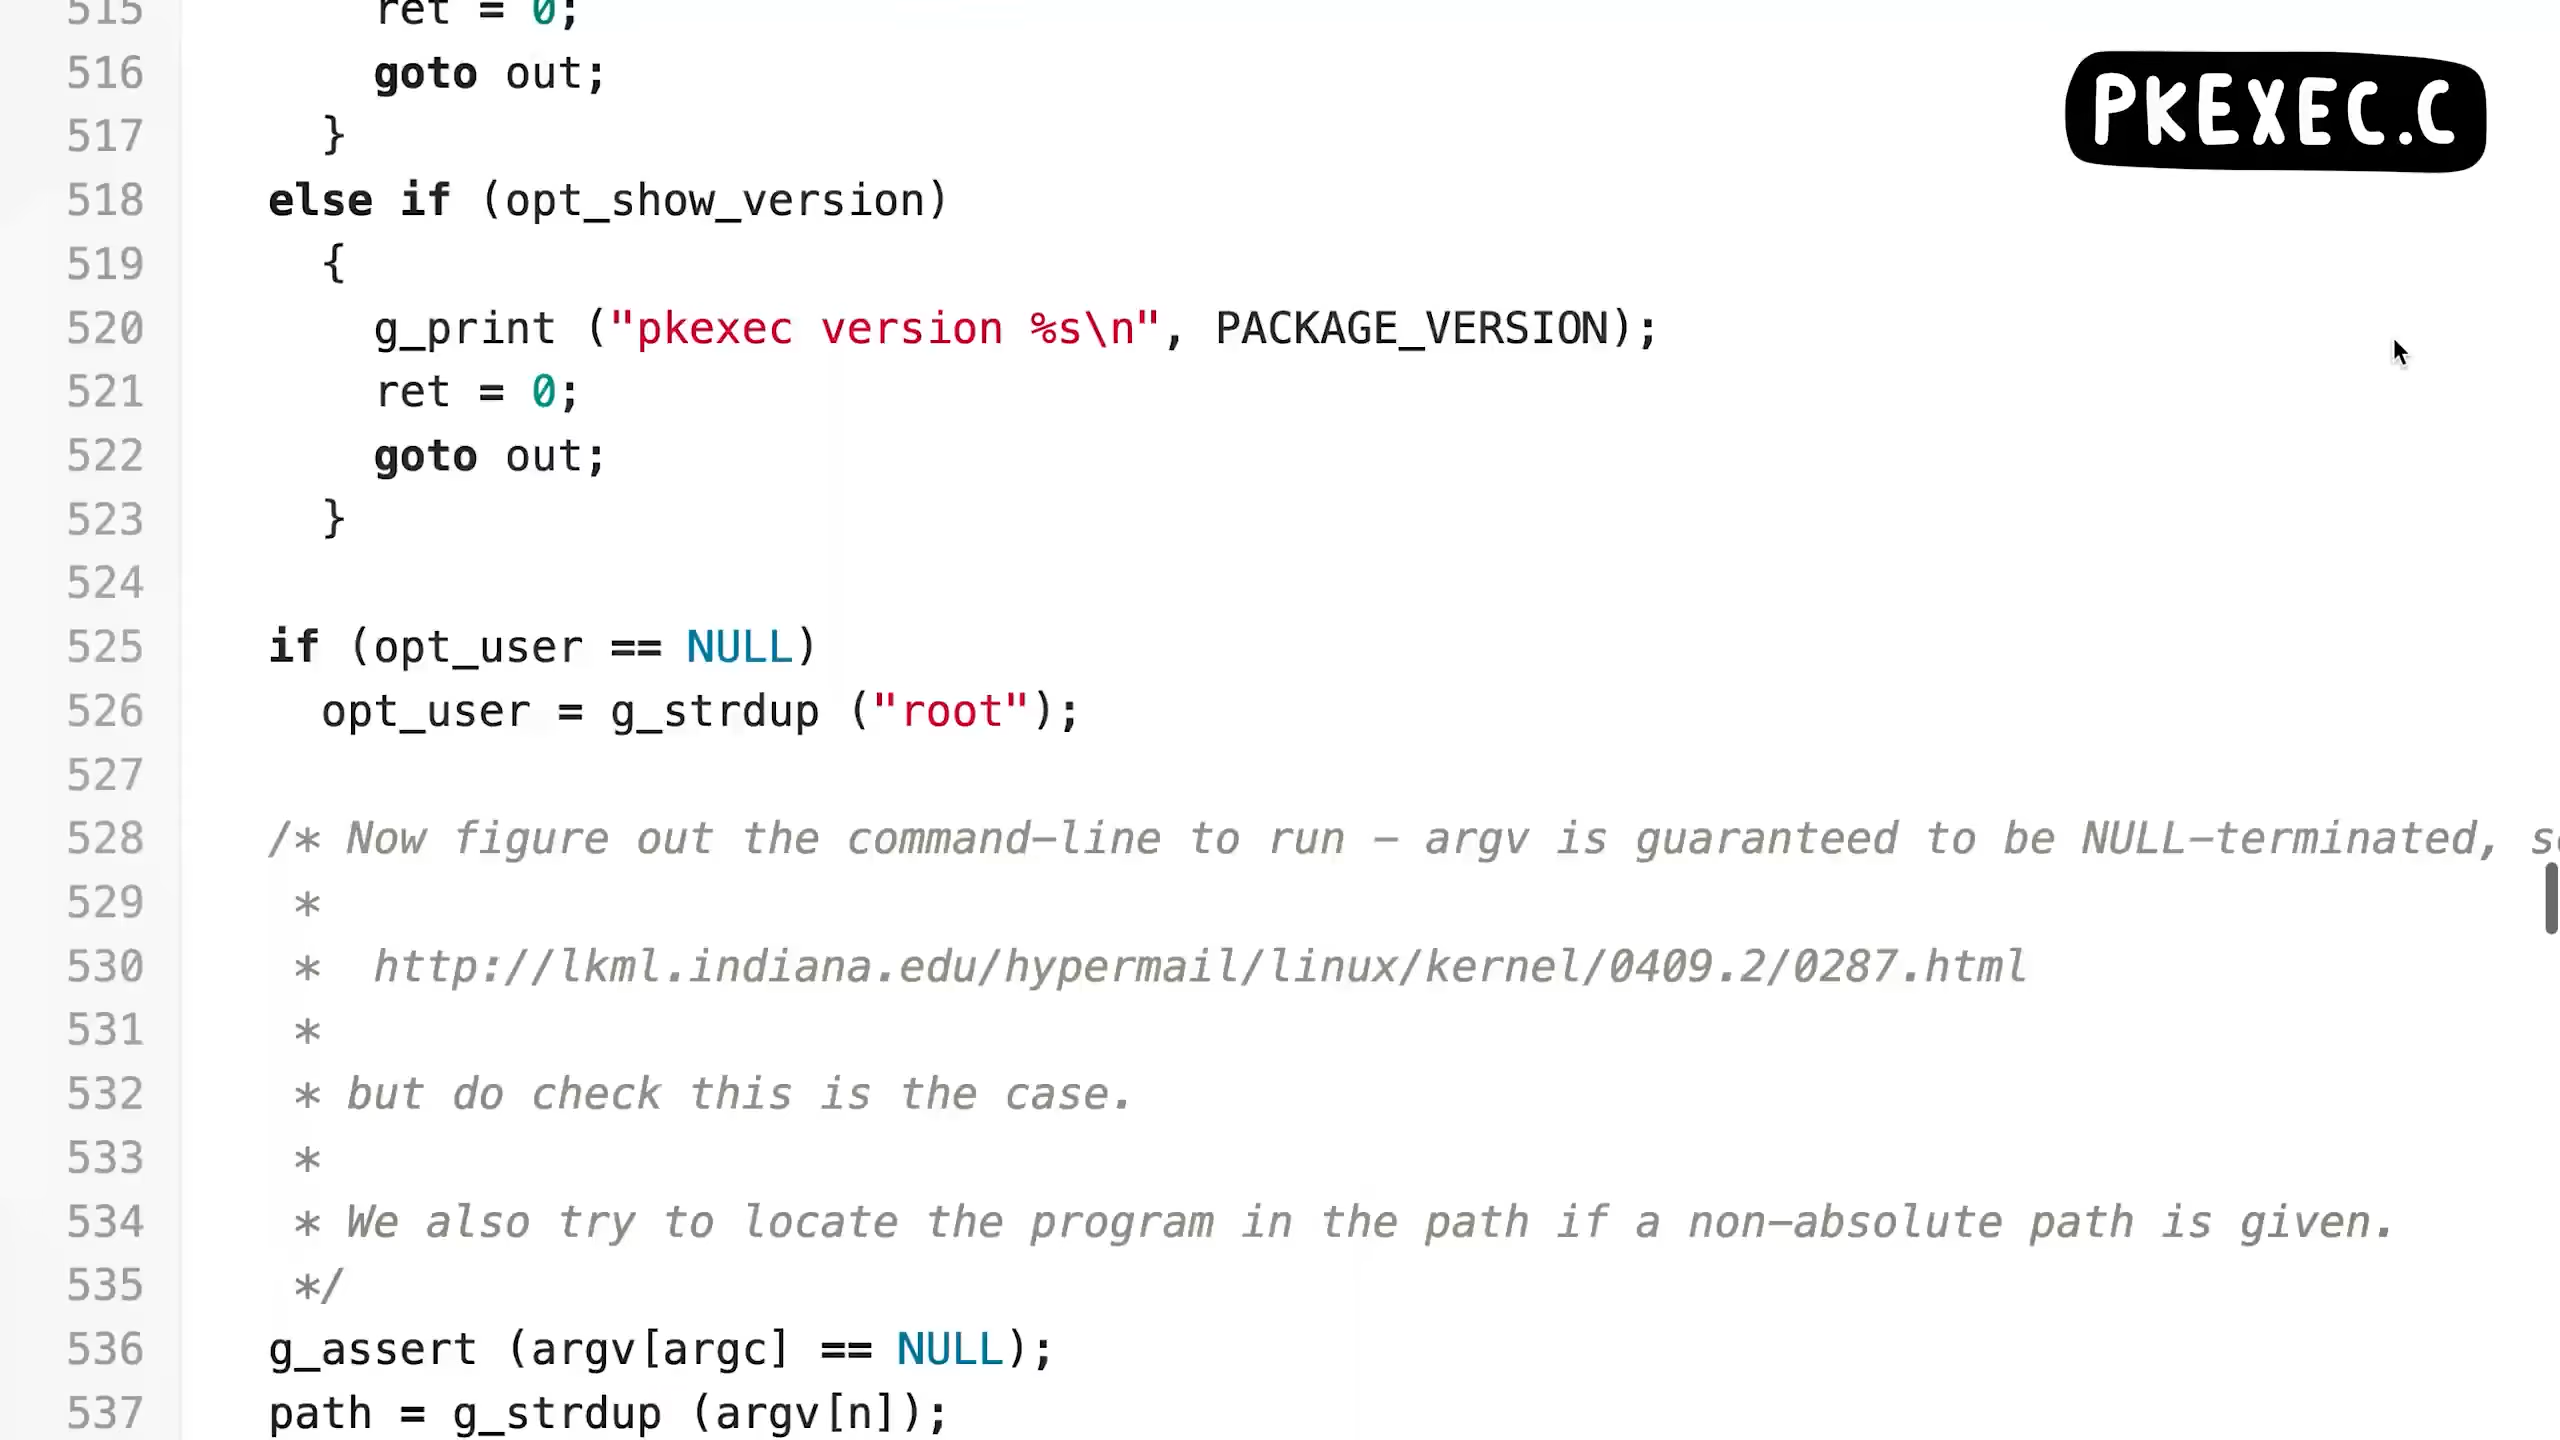 515 ret = 0;
516 goto out;
517 }
518 else if (opt_show_version)
519 {
520 g_print ("pkexec version %s\n", PACKAGE_VERSION);
521 ret = 0;
522 goto out;
523 }
524
525 if (opt_user == NULL)
526 opt_user = g_strdup ("root");
527
528 /* Now figure out the command-line to run - argv is guaranteed to be NULL-terminated,
529 *
530 * http://lkml.indiana.edu/hypermail/linux/kernel/0409.2/0287.html
531 *
532 * but do check this is the case.
533 *
534 * We also try to locate the program in the path if a non-absolute path is given.
535 */
536 g_assert (argv[argc] == NULL);
537 path = g_strdup (argv[n]);
PKEXEC.C